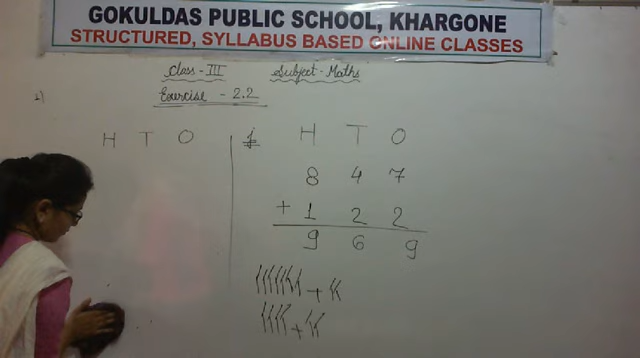 GOKULDAS PUBLIC SCHOOL, KHARGONE
STRUCTURED, SYLLABUS BASED ONLINE CLASSES
Class - III Subject - Maths
Exercise - 2.2
H T O
H T O
8 4 7
+ 1 2 2
9 6 9